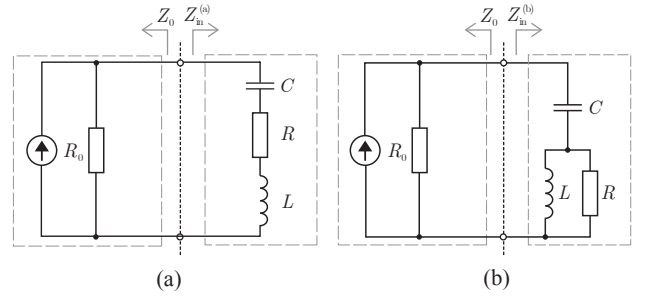 Z₀ Zᵢₙ⁽ᵃ⁾
C
R₀ R
L
(a)
Z₀ Zᵢₙ⁽ᵇ⁾
C
R₀ L R
(b)